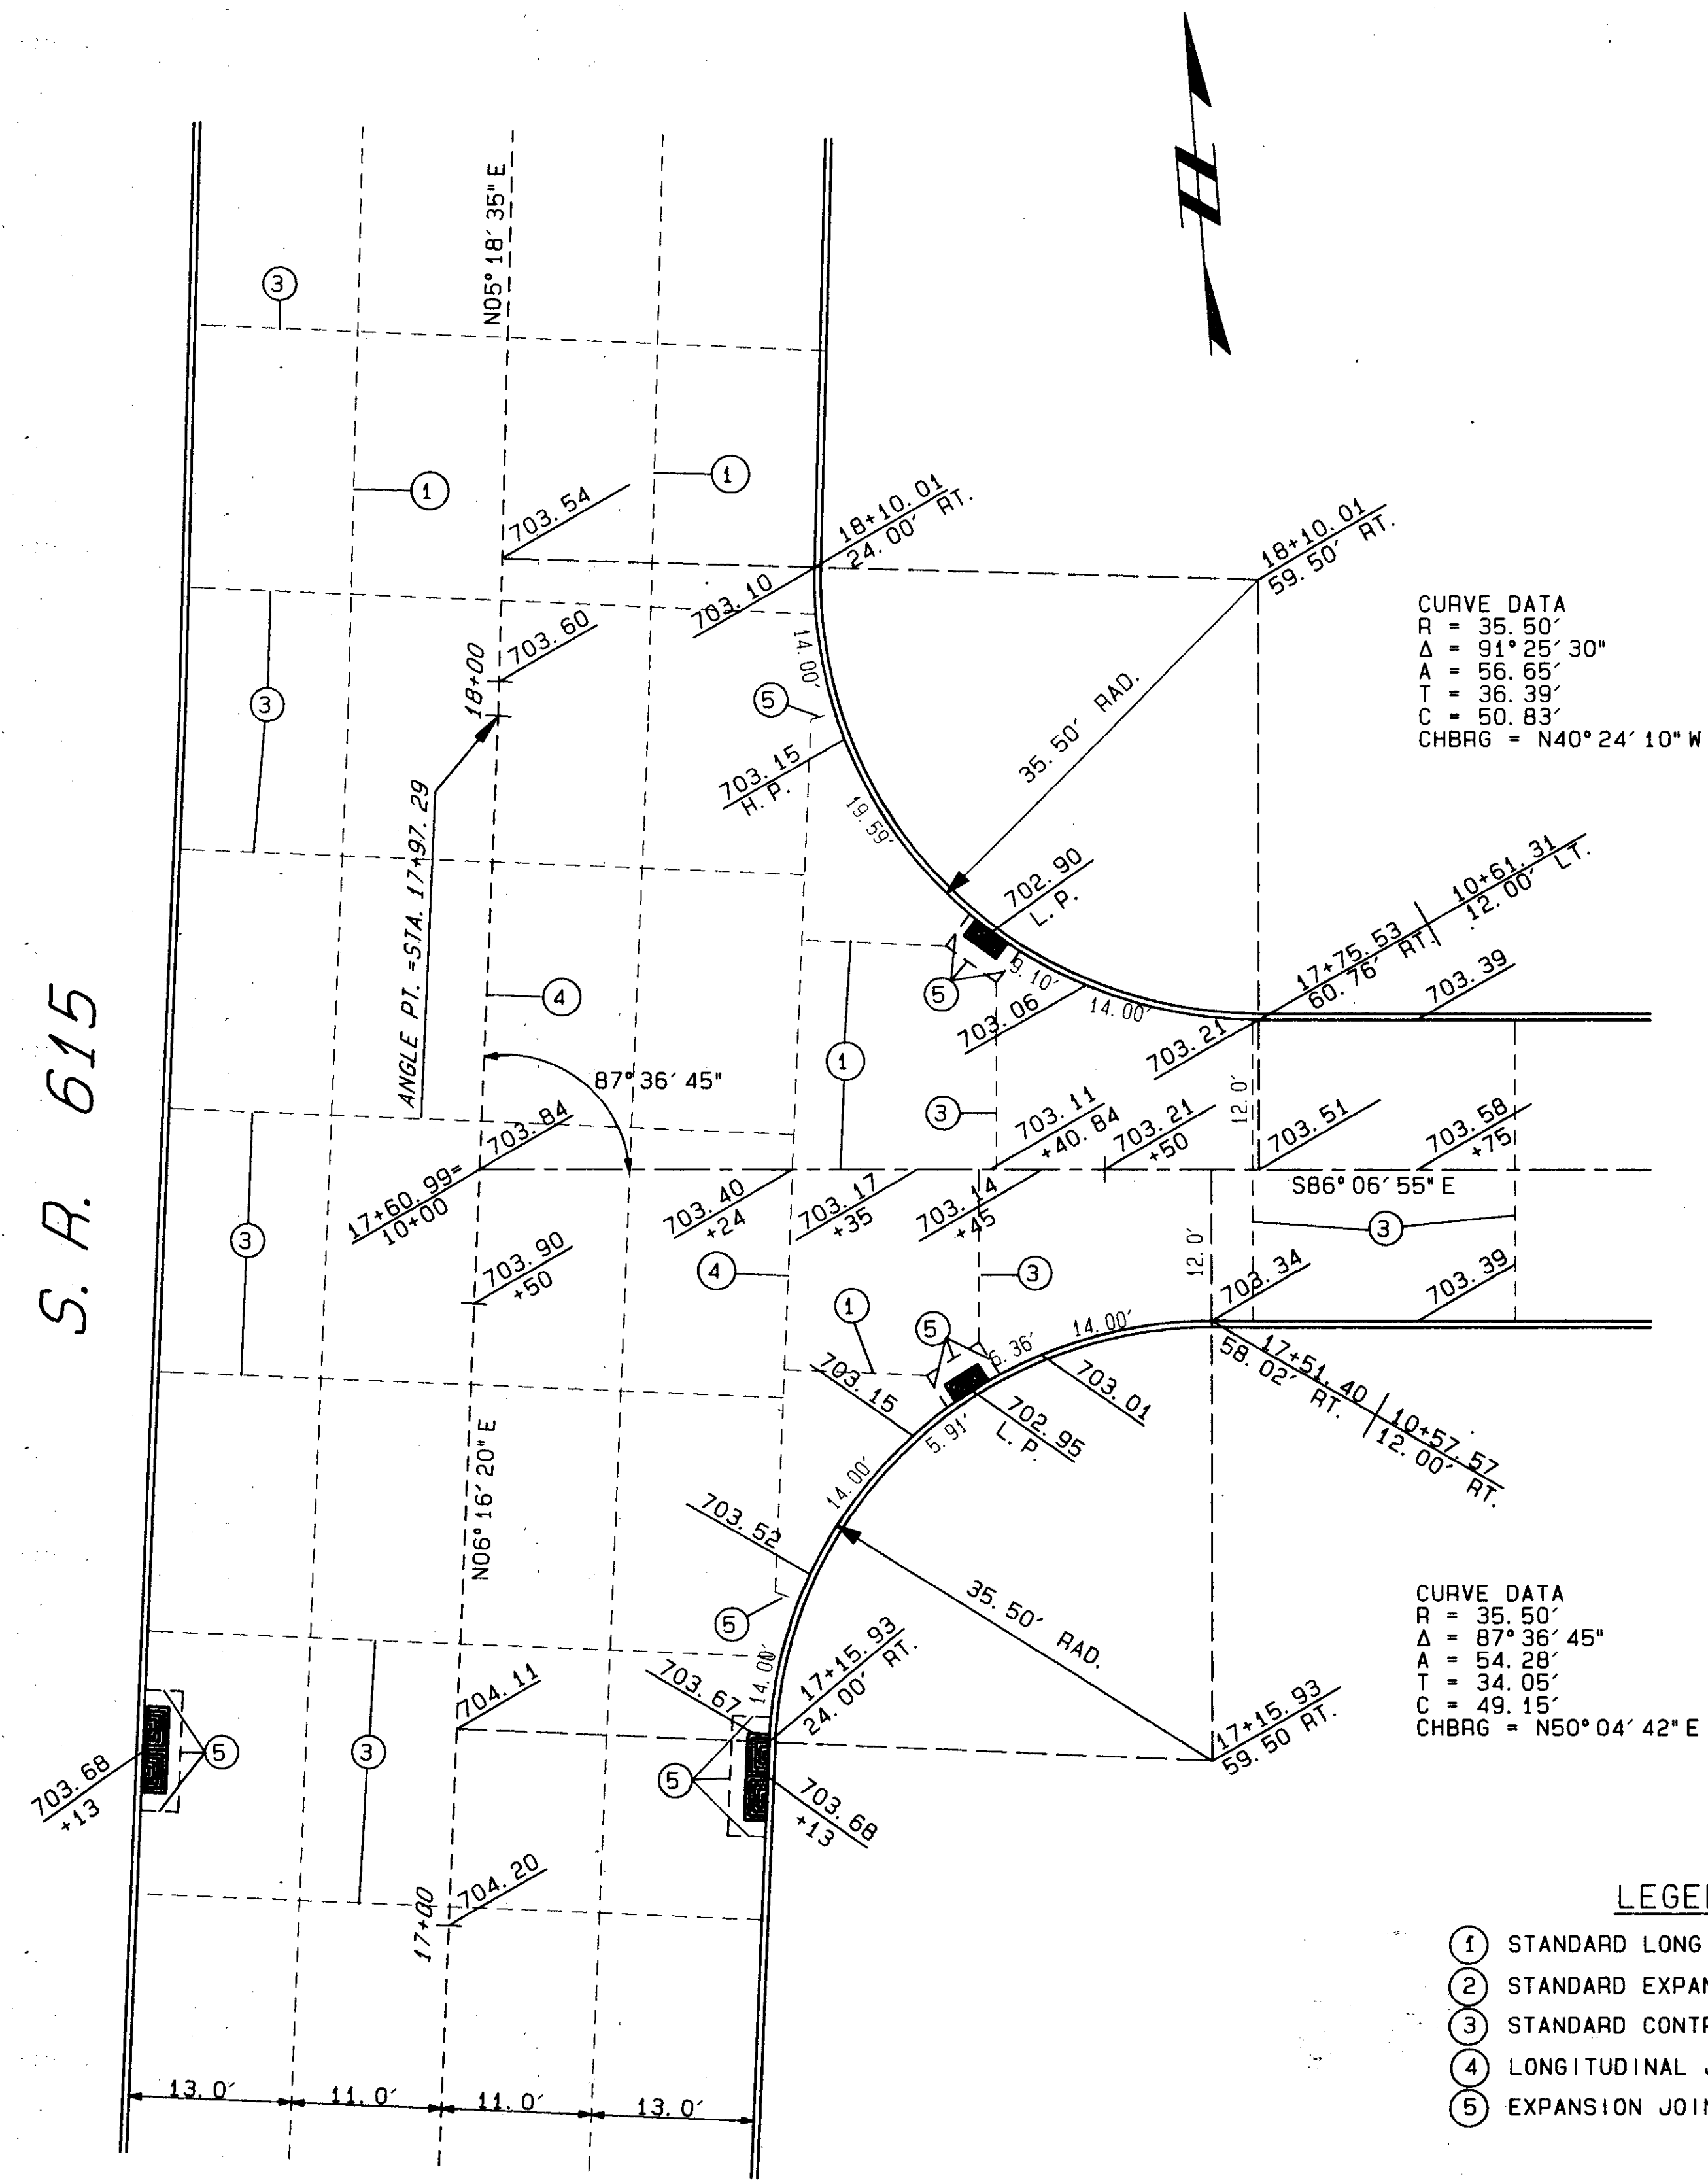 N
N05°18'35"E
3
1
1
703.54
18+10.01
24.00' RT.
18+10.01
59.50' RT.
703.10
703.60
18+00
14.00'
5
3
CURVE DATA
R = 35.50'
Δ = 91°25'30"
A = 56.65'
T = 36.39'
C = 50.83'
CHBRG = N40°24'10"W
35.50' RAD.
703.15
H.P.
19.59'
ANGLE PT.=STA. 17+97.29
702.90
L.P.
10+61.31
12.00' LT.
17+75.53
60.76' RT.
703.39
4
5
9.10'
703.06
14.00'
703.21
S.A. 615
1
87°36'45"
3
12.0'
703.84
703.11
+40.84
703.21
+50
703.51
703.58
+75
S86°06'55"E
17+60.99=
10+00
703.40
+24
703.17
+35
703.14
+45
3
3
703.90
+50
4
3
12.0'
703.34
703.39
1
5
6.36'
14.00'
703.15
703.01
17+51.40
58.02' RT.
10+57.57
12.00' RT.
702.95
L.P.
5.91'
14.00'
N06°16'20"E
703.52
35.50' RAD.
5
14.00'
CURVE DATA
R = 35.50'
Δ = 87°36'45"
A = 54.28'
T = 34.05'
C = 49.15'
CHBRG = N50°04'42"E
17+15.93
24.00' RT.
703.67
704.11
17+15.93
59.50 RT.
5
3
5
703.68
+13
703.68
+13
704.20
17+00
13.0'
11.0'
11.0'
13.0'
LEGE
1 STANDARD LONG
2 STANDARD EXPAN
3 STANDARD CONT
4 LONGITUDINAL
5 EXPANSION JOI